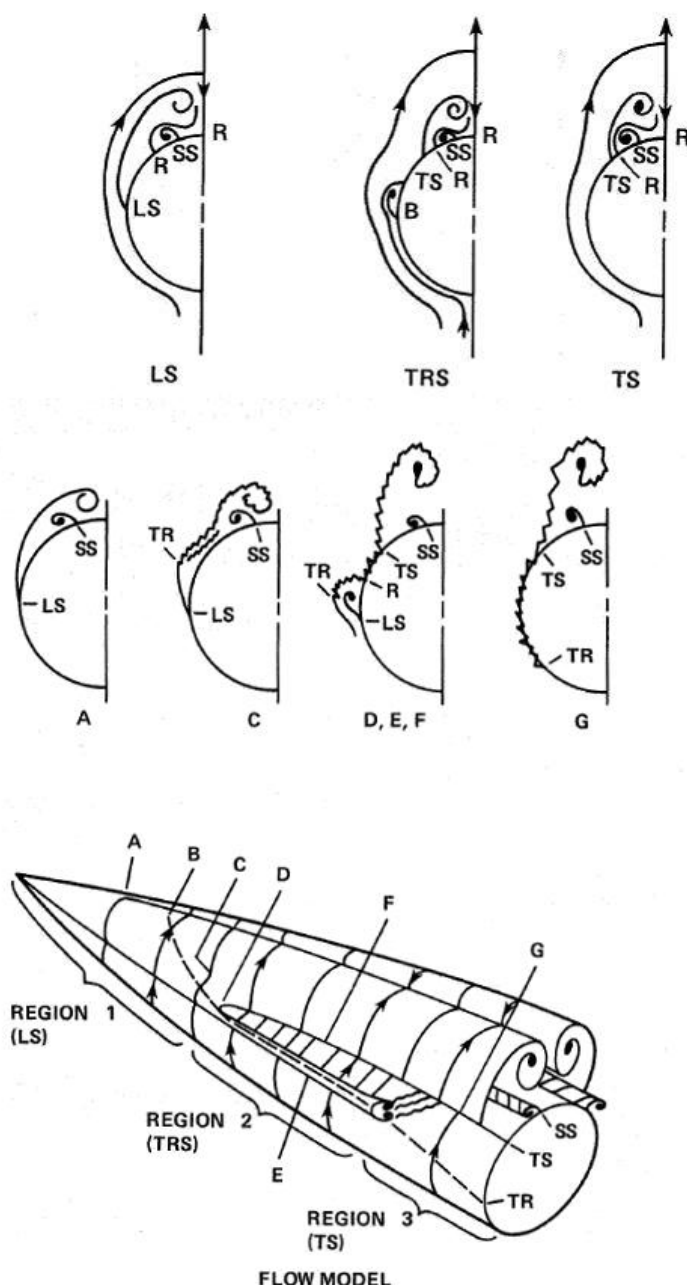 R
R
R
SS
SS
SS
R
TS
R
TS
R
LS
B
LS
TRS
TS
TR
SS
SS
TS
SS
SS
TR
R
TS
LS
LS
LS
TR
A
C
D, E, F
G
A
B
C
D
F
G
REGION 1
(LS)
REGION 2
(TRS)
SS
TS
E
TR
REGION 3
(TS)
FLOW MODEL